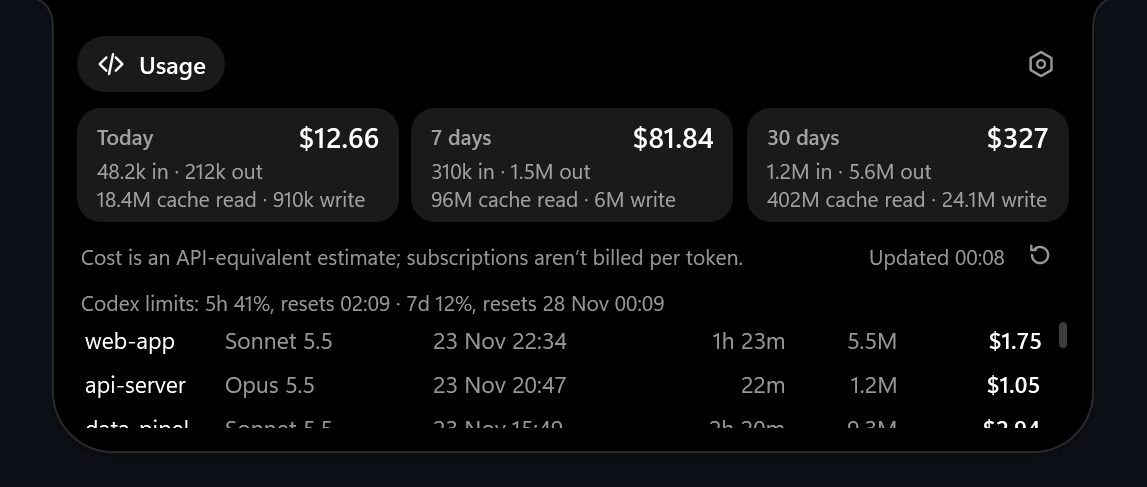 Usage
Today $12.66
48.2k in · 212k out
18.4M cache read · 910k write
7 days $81.84
310k in · 1.5M out
96M cache read · 6M write
30 days $327
1.2M in · 5.6M out
402M cache read · 24.1M write
Cost is an API-equivalent estimate; subscriptions aren’t billed per token. Updated 00:08
Codex limits: 5h 41%, resets 02:09 · 7d 12%, resets 28 Nov 00:09
web-app Sonnet 5.5 23 Nov 22:34 1h 23m 5.5M $1.75
api-server Opus 5.5 23 Nov 20:47 22m 1.2M $1.05
Sonnet 5.5 23 Nov